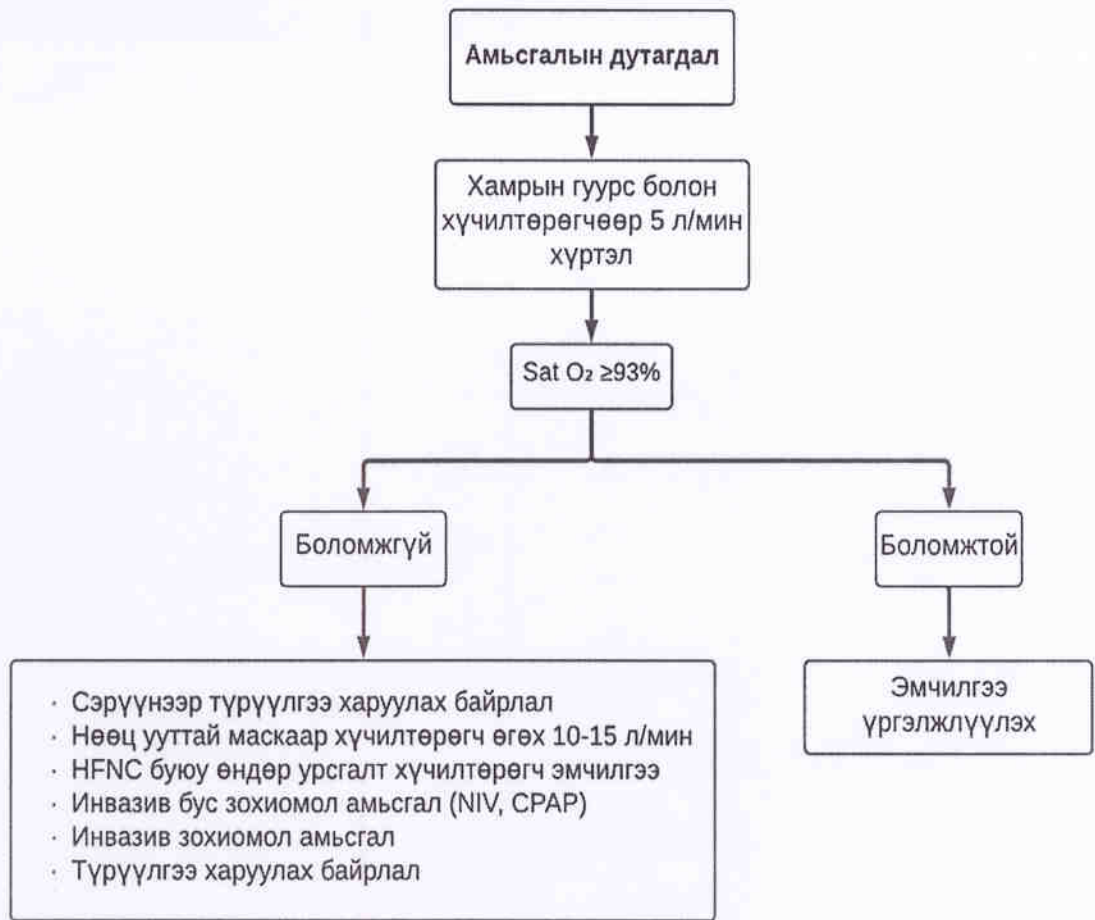 Амьсгалын дутагдал
Хамрын гуурс болон
хүчилтөрөгчөөр 5 л/мин
хүртэл
Sat O₂ ≥93%
Боломжгүй
Боломжтой
· Сэрүүнээр түрүүлгээ харуулах байрлал
· Нөөц ууттай маскаар хүчилтөрөгч өгөх 10-15 л/мин
· HFNC буюу өндөр урсгалт хүчилтөрөгч эмчилгээ
· Инвазив бус зохиомол амьсгал (NIV, CPAP)
· Инвазив зохиомол амьсгал
· Түрүүлгээ харуулах байрлал
Эмчилгээ
үргэлжлүүлэх